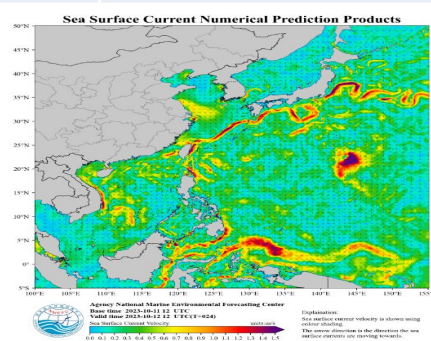 Sea Surface Current Numerical Prediction Products
50°N
45°N
40°N
35°N
30°N
25°N
20°N
15°N
10°N
5°N
0°
5°S
100°E 105°E 110°E 115°E 120°E 125°E 130°E 135°E 140°E 145°E 150°E 155°E
Agency National Marine Environmental Forecasting Center
Base time 2023-10-11 12 UTC
Valid time 2023-10-12 12 UTC(T+024)
Sea Surface Current Velocity units:m/s
0.0 0.1 0.2 0.3 0.4 0.5 0.6 0.7 0.8 0.9 1.0 1.1 1.2 1.3 1.4 1.5
Explanation:
Sea surface current velocity is shown using
colour shading.
The arrow direction is the direction the sea
surface currents are moving towards.